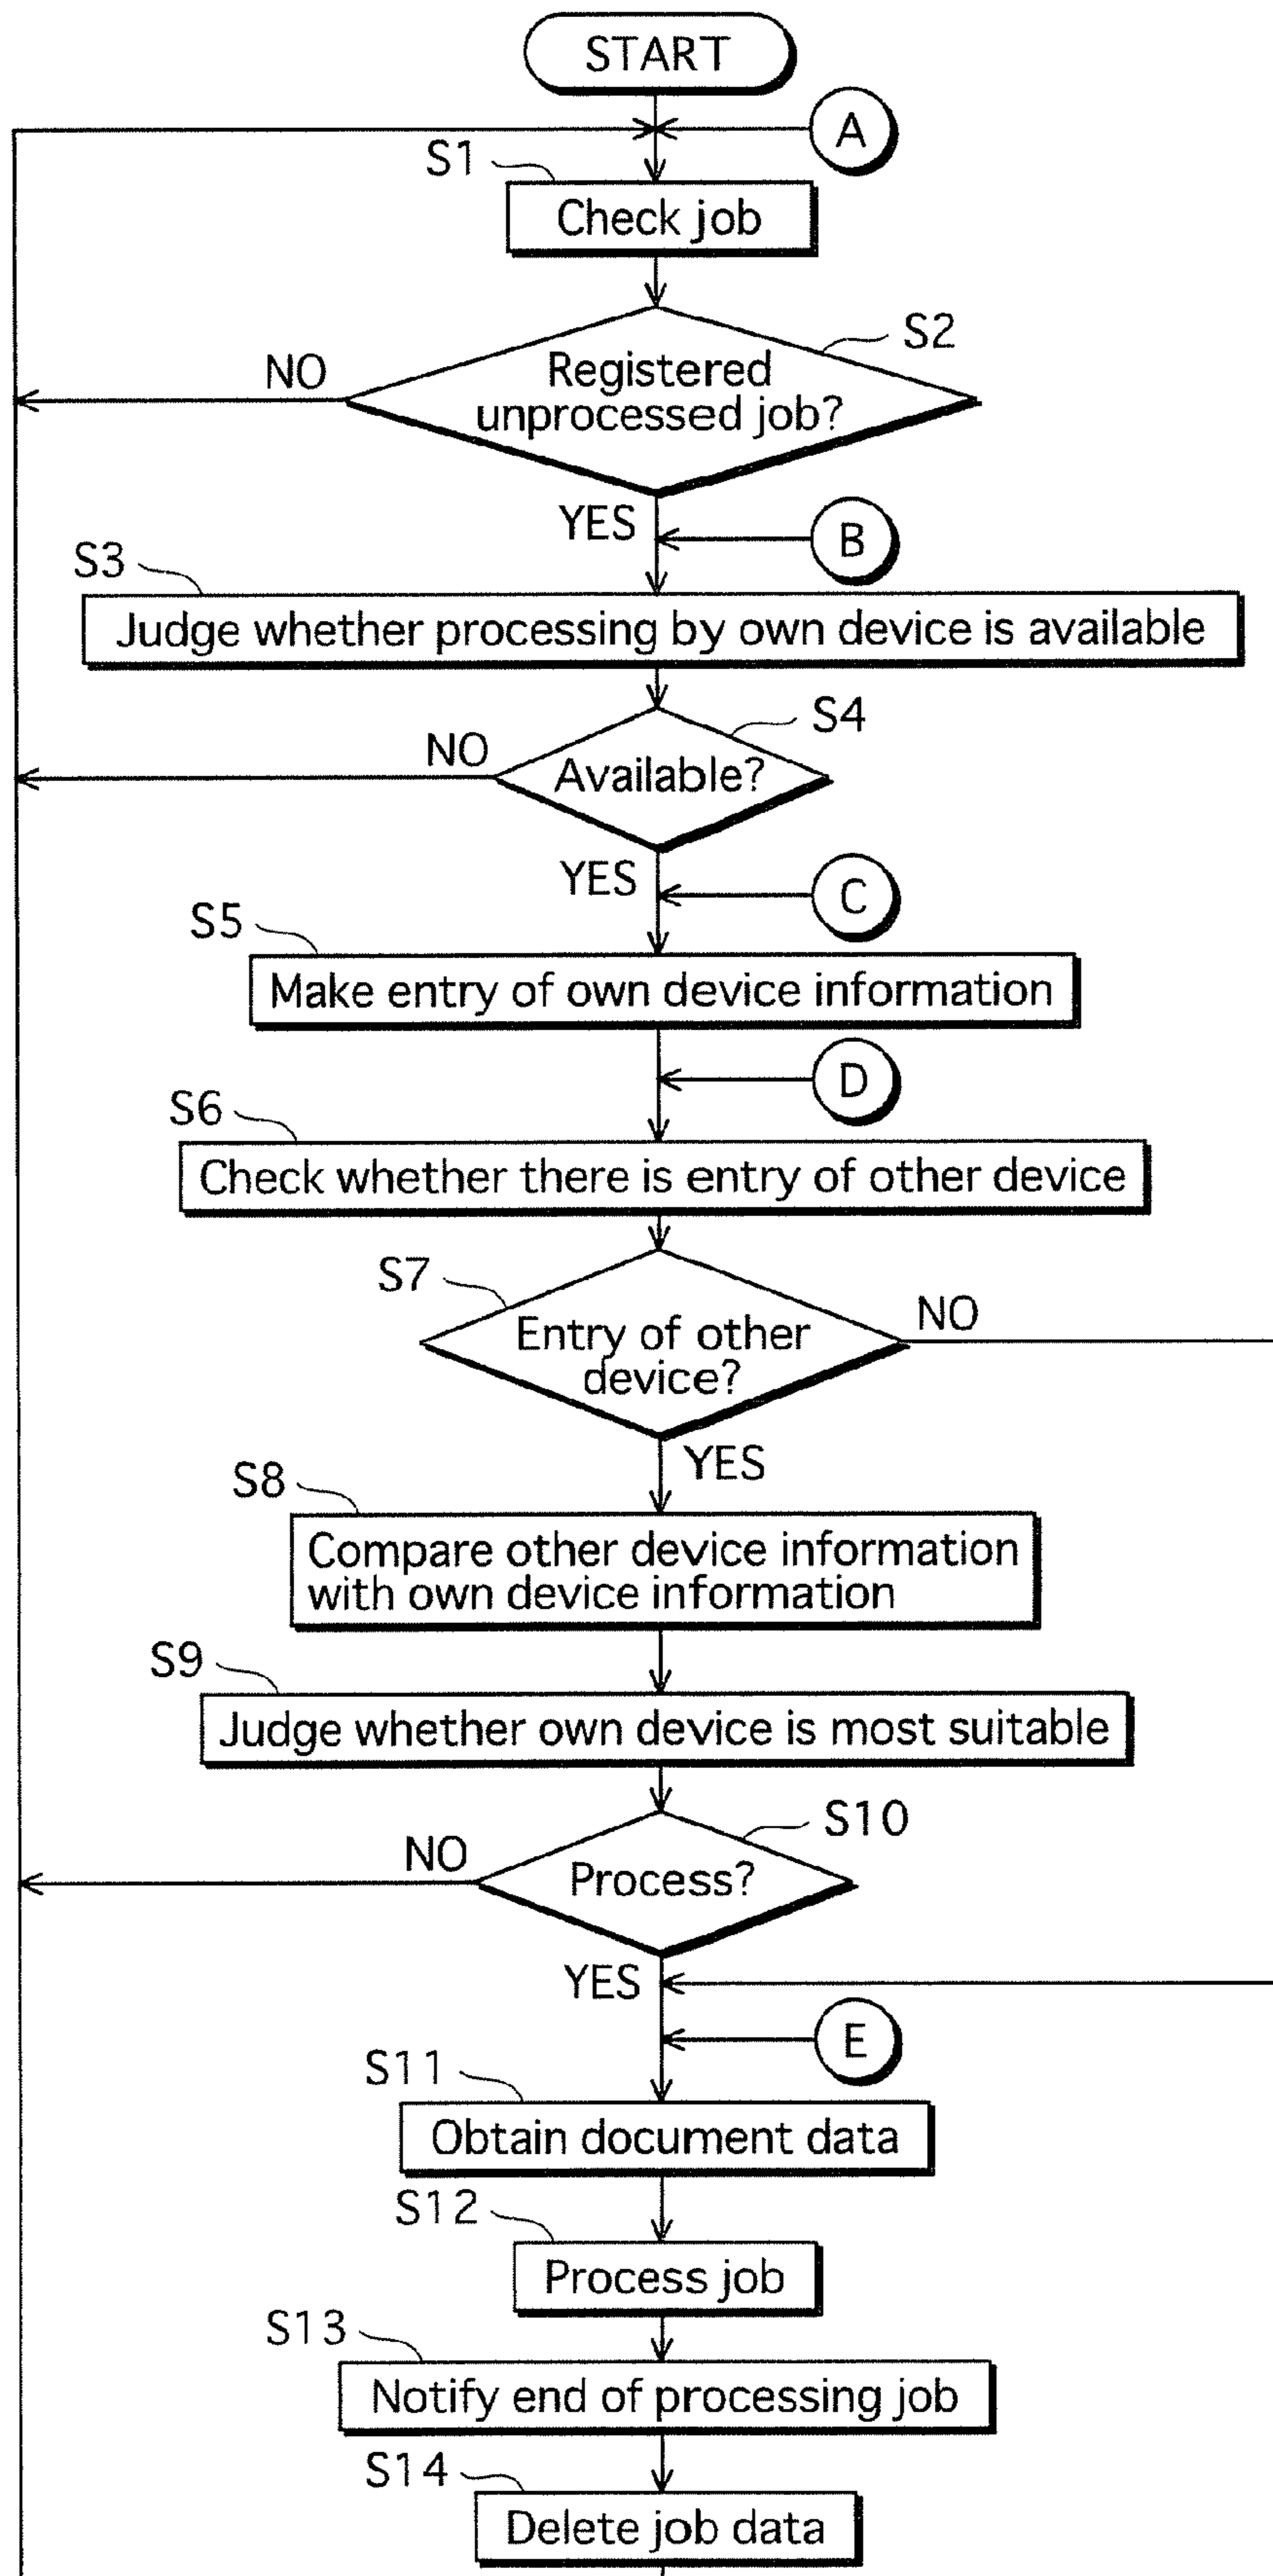 START
A
S1
Check job
S2
Registered
unprocessed job?
NO
YES
B
S3
Judge whether processing by own device is available
S4
Available?
NO
YES
C
S5
Make entry of own device information
D
S6
Check whether there is entry of other device
S7
Entry of other
device?
NO
YES
S8
Compare other device information
with own device information
S9
Judge whether own device is most suitable
S10
Process?
NO
YES
E
S11
Obtain document data
S12
Process job
S13
Notify end of processing job
S14
Delete job data